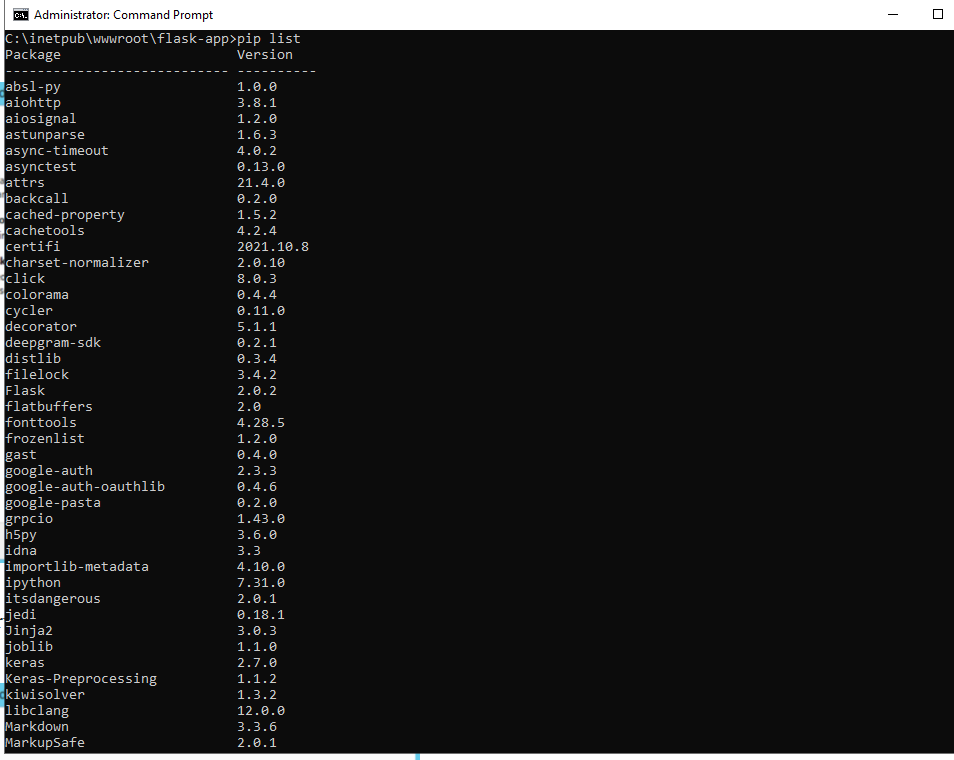 Administrator: Command Prompt
C:\inetpub\wwwroot\flask-app>pip list
Package Version
---------------------------- ----------
absl-py 1.0.0
aiohttp 3.8.1
aiosignal 1.2.0
astunparse 1.6.3
async-timeout 4.0.2
asynctest 0.13.0
attrs 21.4.0
backcall 0.2.0
cached-property 1.5.2
cachetools 4.2.4
certifi 2021.10.8
charset-normalizer 2.0.10
click 8.0.3
colorama 0.4.4
cycler 0.11.0
decorator 5.1.1
deepgram-sdk 0.2.1
distlib 0.3.4
filelock 3.4.2
Flask 2.0.2
flatbuffers 2.0
fonttools 4.28.5
frozenlist 1.2.0
gast 0.4.0
google-auth 2.3.3
google-auth-oauthlib 0.4.6
google-pasta 0.2.0
grpcio 1.43.0
h5py 3.6.0
idna 3.3
importlib-metadata 4.10.0
ipython 7.31.0
itsdangerous 2.0.1
jedi 0.18.1
Jinja2 3.0.3
joblib 1.1.0
keras 2.7.0
Keras-Preprocessing 1.1.2
kiwisolver 1.3.2
libclang 12.0.0
Markdown 3.3.6
MarkupSafe 2.0.1